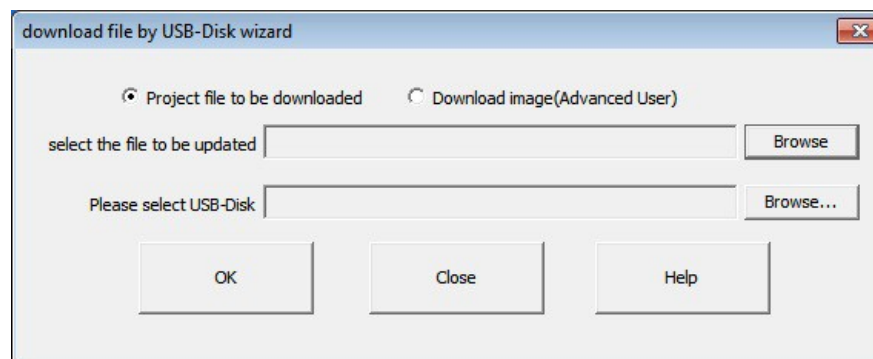 download file by USB-Disk wizard
Project file to be downloaded Download image(Advanced User)
select the file to be updated Browse
Please select USB-Disk Browse...
OK Close Help